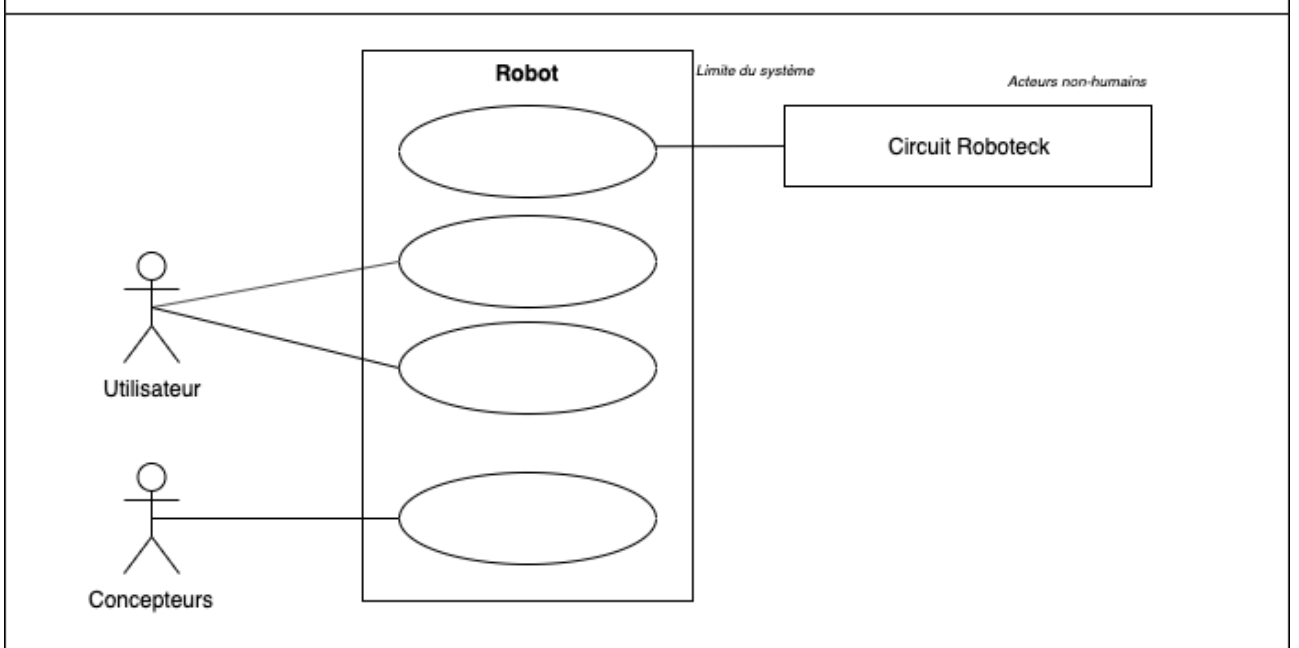 Robot
Limite du système
Acteurs non-humains
Circuit Roboteck
Utilisateur
Concepteurs